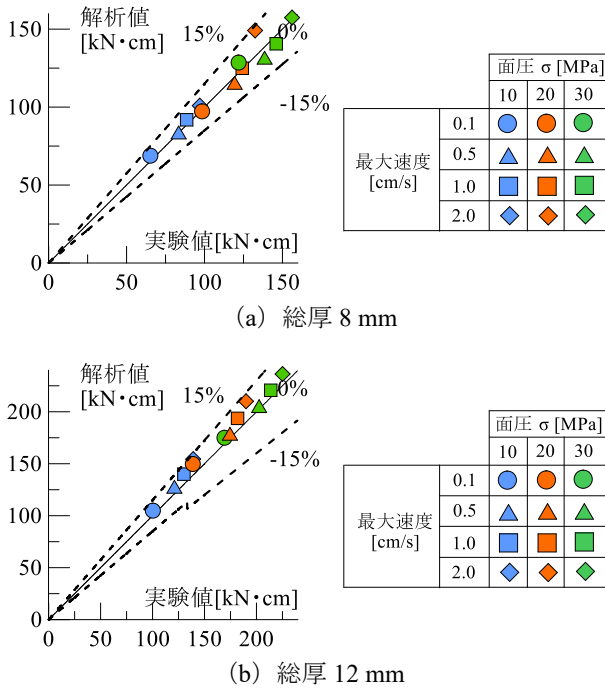 解析値
[kN・cm]
15%
0%
-15%
150
100
50
0
実験値[kN・cm]
0 50 100 150
面圧 σ [MPa]
10 20 30
最大速度
[cm/s]
0.1
0.5
1.0
2.0
(a) 総厚 8 mm
解析値
[kN・cm]
15%
0%
-15%
200
150
100
50
0
実験値[kN・cm]
0 50 100 150 200
面圧 σ [MPa]
10 20 30
最大速度
[cm/s]
0.1
0.5
1.0
2.0
(b) 総厚 12 mm